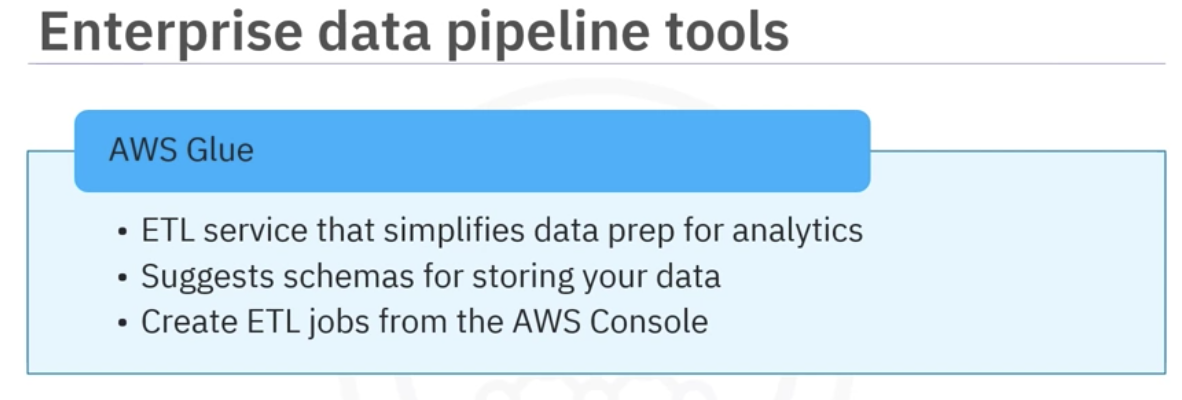 Enterprise data pipeline tools
AWS Glue
• ETL service that simplifies data prep for analytics
• Suggests schemas for storing your data
• Create ETL jobs from the AWS Console